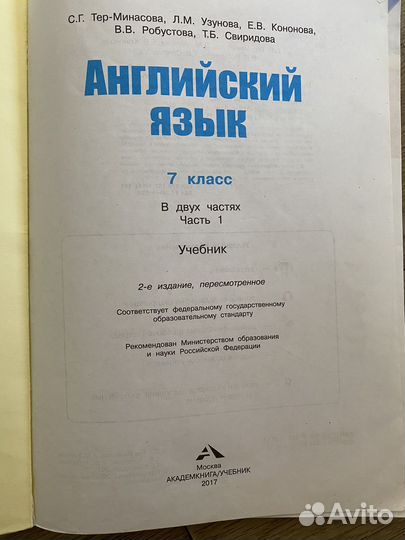 С.Г. Тер-Минасова, Л.М. Узунова, Е.В. Кононова,
В.В. Робустова, Т.Б. Свиридова
АНГЛИЙСКИЙ
ЯЗЫК
7 класс
В двух частях
Часть 1
Учебник
2-е издание, пересмотренное
Соответствует федеральному государственному
образовательному стандарту
Рекомендован Министерством образования
и науки Российской Федерации
Москва
АКАДЕМКНИГА/УЧЕБНИК
2017
Avito